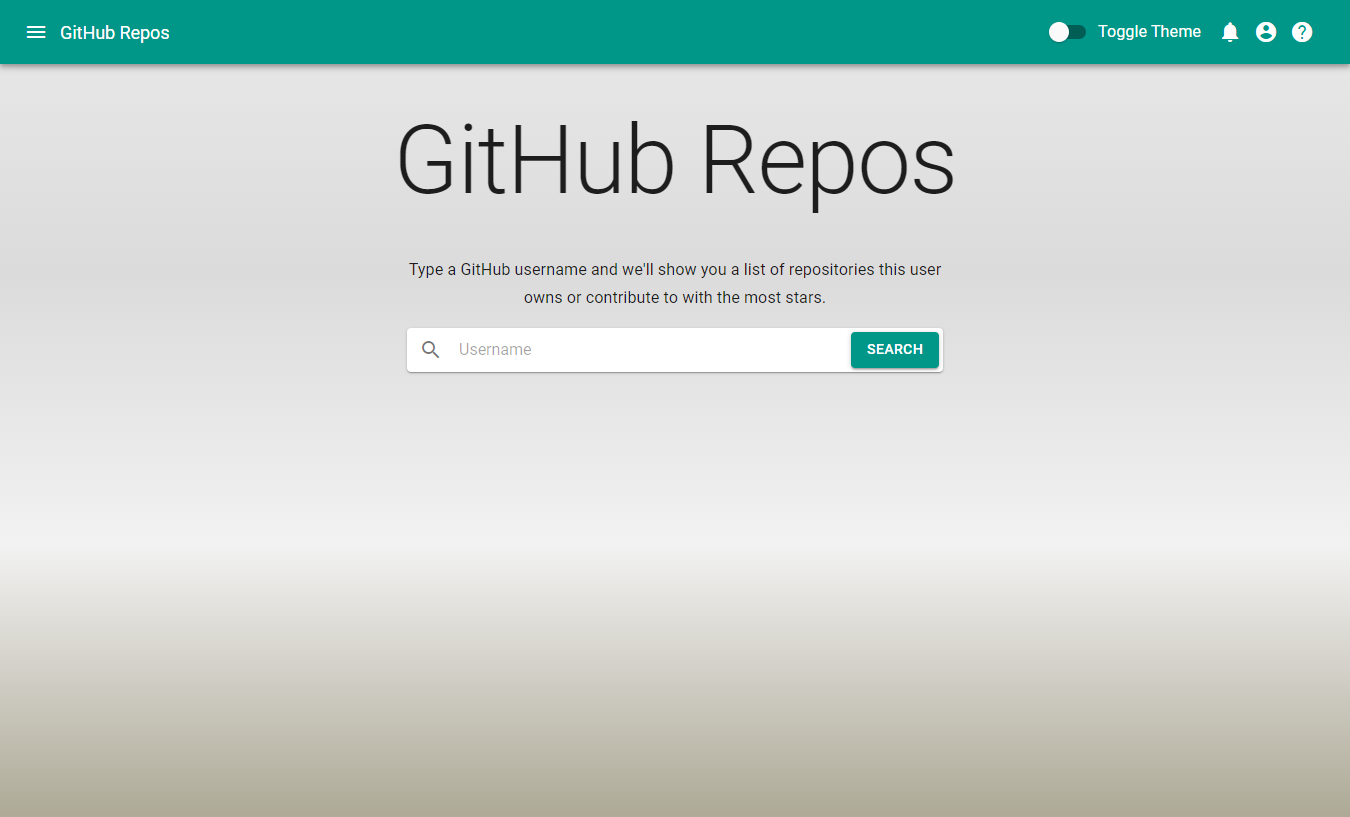 GitHub Repos
Toggle Theme
GitHub Repos
Type a GitHub username and we'll show you a list of repositories this user
owns or contribute to with the most stars.
Username
SEARCH